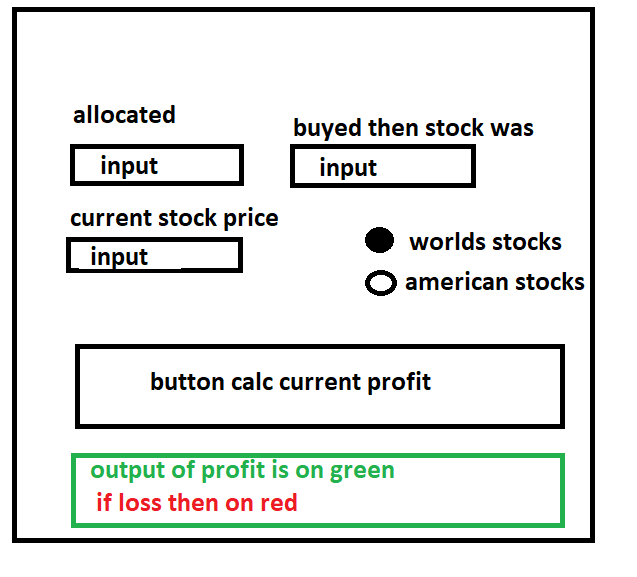 allocated
buyed then stock was
input
input
current stock price
input
worlds stocks
american stocks
button calc current profit
output of profit is on green
if loss then on red